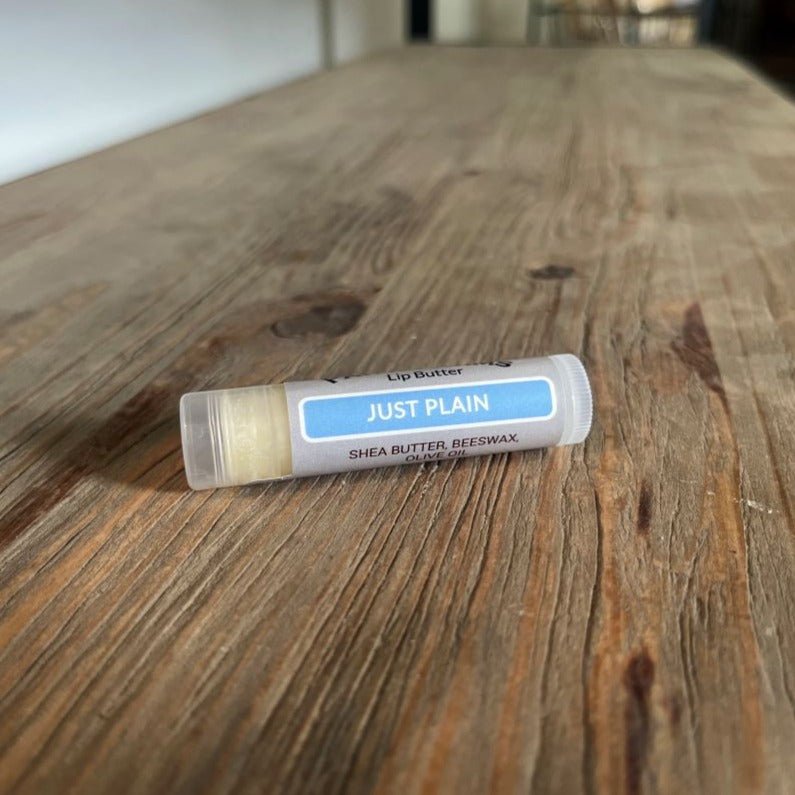 Lip Butter
JUST PLAIN
SHEA BUTTER, BEESWAX,
OLIVE OIL